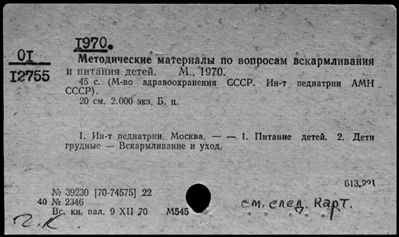 1970.
01
12755
Методические материалы по вопросам вскармливания
и питания детей. М., 1970.
45 с. (М-во здравоохранения СССР. Ин-т педиатрии АМН
СССР).
20 см. 2.000 экз. Б. ц.
1. Ин-т педиатрии, Москва. — — 1. Питание детей. 2. Дети
грудные — Вскармливание и уход.
613.221
№ 39230 [70-74575] 22
40 № 2346
Вс. кн. пал. 9 XII 70 М545
см. след. Карт.
г.к